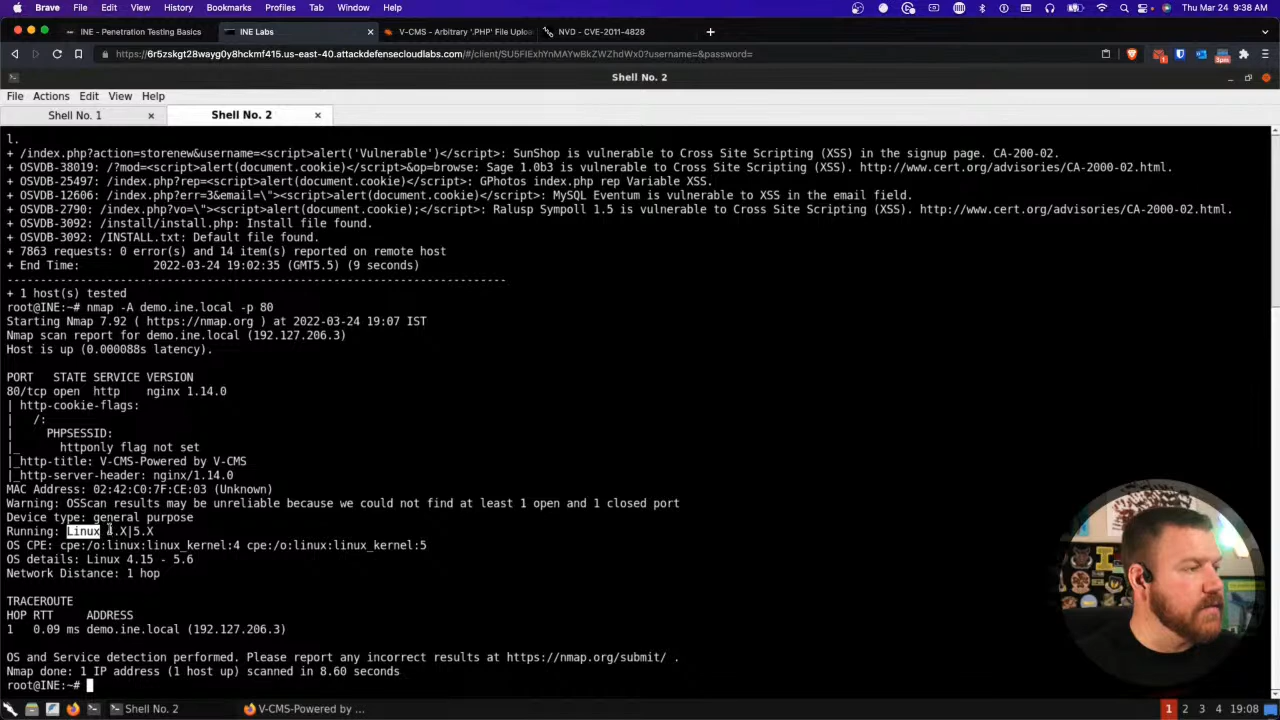 Window Bookmarks Profiles Tab Window Help Thu Mar 24 9:38 AM
INE - Penetration Testing Basics INE Labs V-CMS - Arbitrary '.PHP' File Uploa NVD - CVE-2011-4828
https://6r5zskgt28wayg0y8hckmf415.us-east-40.attackdefensecloudlabs.com/#/client/SU5FIExhYnMAYwBkZWZhdWx0?username=&password=
Shell No. 2
File Actions Edit View Help
Shell No. 1 Shell No. 2
l.
+ /index.php?action=storenew&username=<script>alert('Vulnerable')</script>: SunShop is vulnerable to Cross Site Scripting (XSS) in the signup page. CA-200-02.
+ OSVDB-38019: /?mod=<script>alert(document.cookie)</script>&op=browse: Sage 1.0b3 is vulnerable to Cross Site Scripting (XSS). http://www.cert.org/advisories/CA-2000-02.html.
+ OSVDB-25497: /index.php?rep=<script>alert(document.cookie)</script>: GPhotos index.php rep Variable XSS.
+ OSVDB-12606: /index.php?err=3&email=\"><script>alert(document.cookie)</script>: MySQL Eventum is vulnerable to XSS in the email field.
+ OSVDB-2790: /index.php?vo=\"><script>alert(document.cookie);</script>: Ralusp Sympoll 1.5 is vulnerable to Cross Site Scripting (XSS). http://www.cert.org/advisories/CA-2000-02.html.
+ OSVDB-3092: /install/install.php: Install file found.
+ OSVDB-3092: /INSTALL.txt: Default file found.
+ 7863 requests: 0 error(s) and 14 item(s) reported on remote host
+ End Time: 2022-03-24 19:02:35 (GMT5.5) (9 seconds)
---------------------------------------------------------------------------
+ 1 host(s) tested
root@INE:~# nmap -A demo.ine.local -p 80
Starting Nmap 7.92 ( https://nmap.org ) at 2022-03-24 19:07 IST
Nmap scan report for demo.ine.local (192.127.206.3)
Host is up (0.000088s latency).
PORT STATE SERVICE VERSION
80/tcp open http nginx 1.14.0
| http-cookie-flags:
| /:
| PHPSESSID:
|_ httponly flag not set
|_http-title: V-CMS-Powered by V-CMS
|_http-server-header: nginx/1.14.0
MAC Address: 02:42:C0:7F:CE:03 (Unknown)
Warning: OSScan results may be unreliable because we could not find at least 1 open and 1 closed port
Device type: general purpose
Running: Linux 4.X|5.X
OS CPE: cpe:/o:linux:linux_kernel:4 cpe:/o:linux:linux_kernel:5
OS details: Linux 4.15 - 5.6
Network Distance: 1 hop
TRACEROUTE
HOP RTT ADDRESS
1 0.09 ms demo.ine.local (192.127.206.3)
OS and Service detection performed. Please report any incorrect results at https://nmap.org/submit/ .
Nmap done: 1 IP address (1 host up) scanned in 8.60 seconds
root@INE:~#
Shell No. 2 V-CMS-Powered by ... 1 2 3 4 19:08